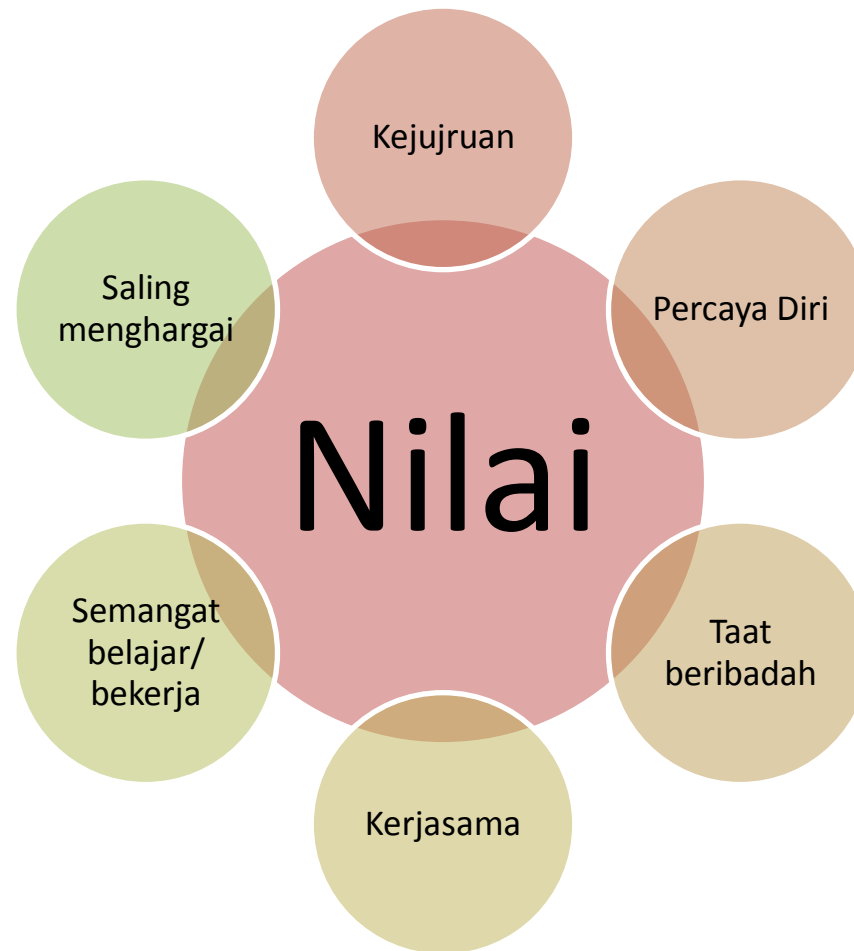 Kejujruan
Saling
menghargai
Percaya Diri
Nilai
Semangat
belajar/
bekerja
Taat
beribadah
Kerjasama